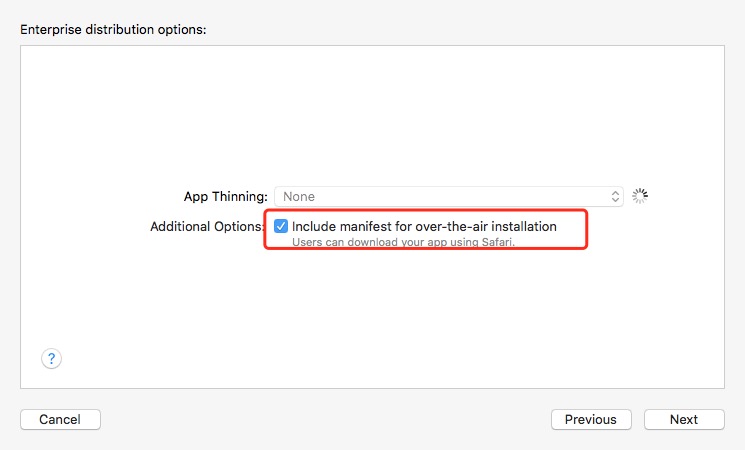 Enterprise distribution options:
App Thinning: None
Additional Options: Include manifest for over-the-air installation
Users can download your app using Safari.
?
Cancel Previous Next